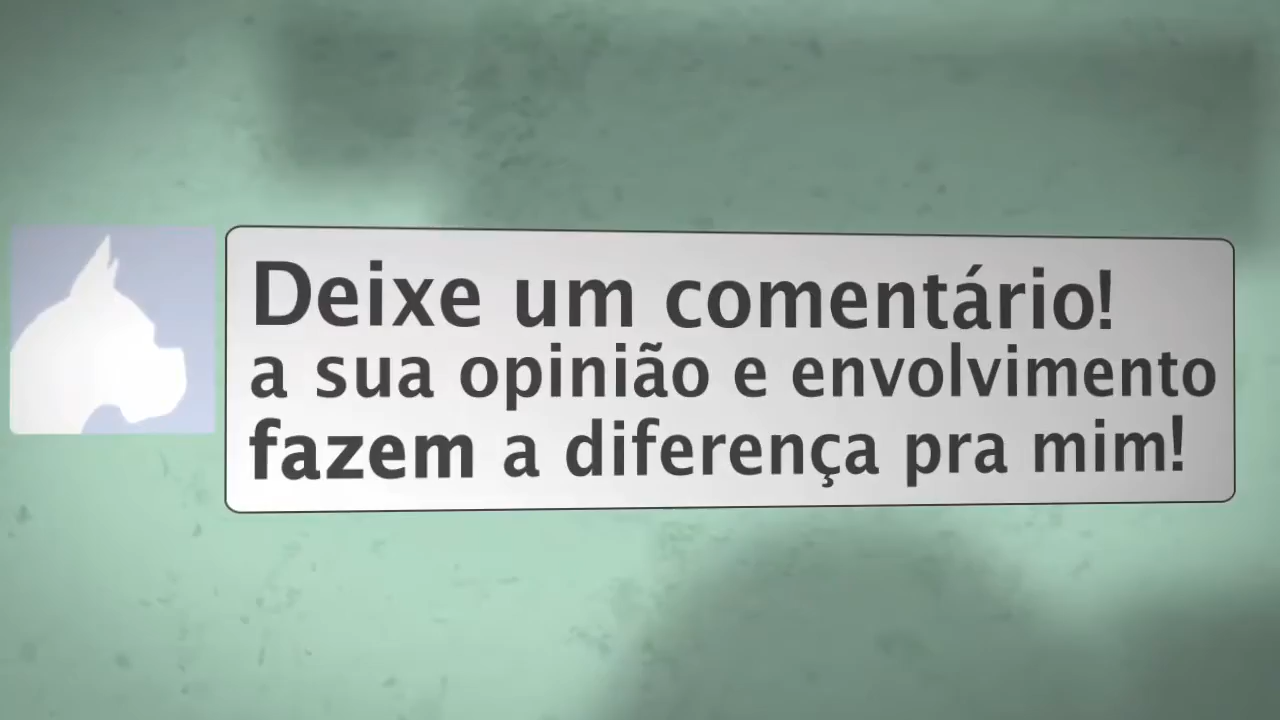 Deixe um comentário!
a sua opinião e envolvimento
fazem a diferença pra mim!